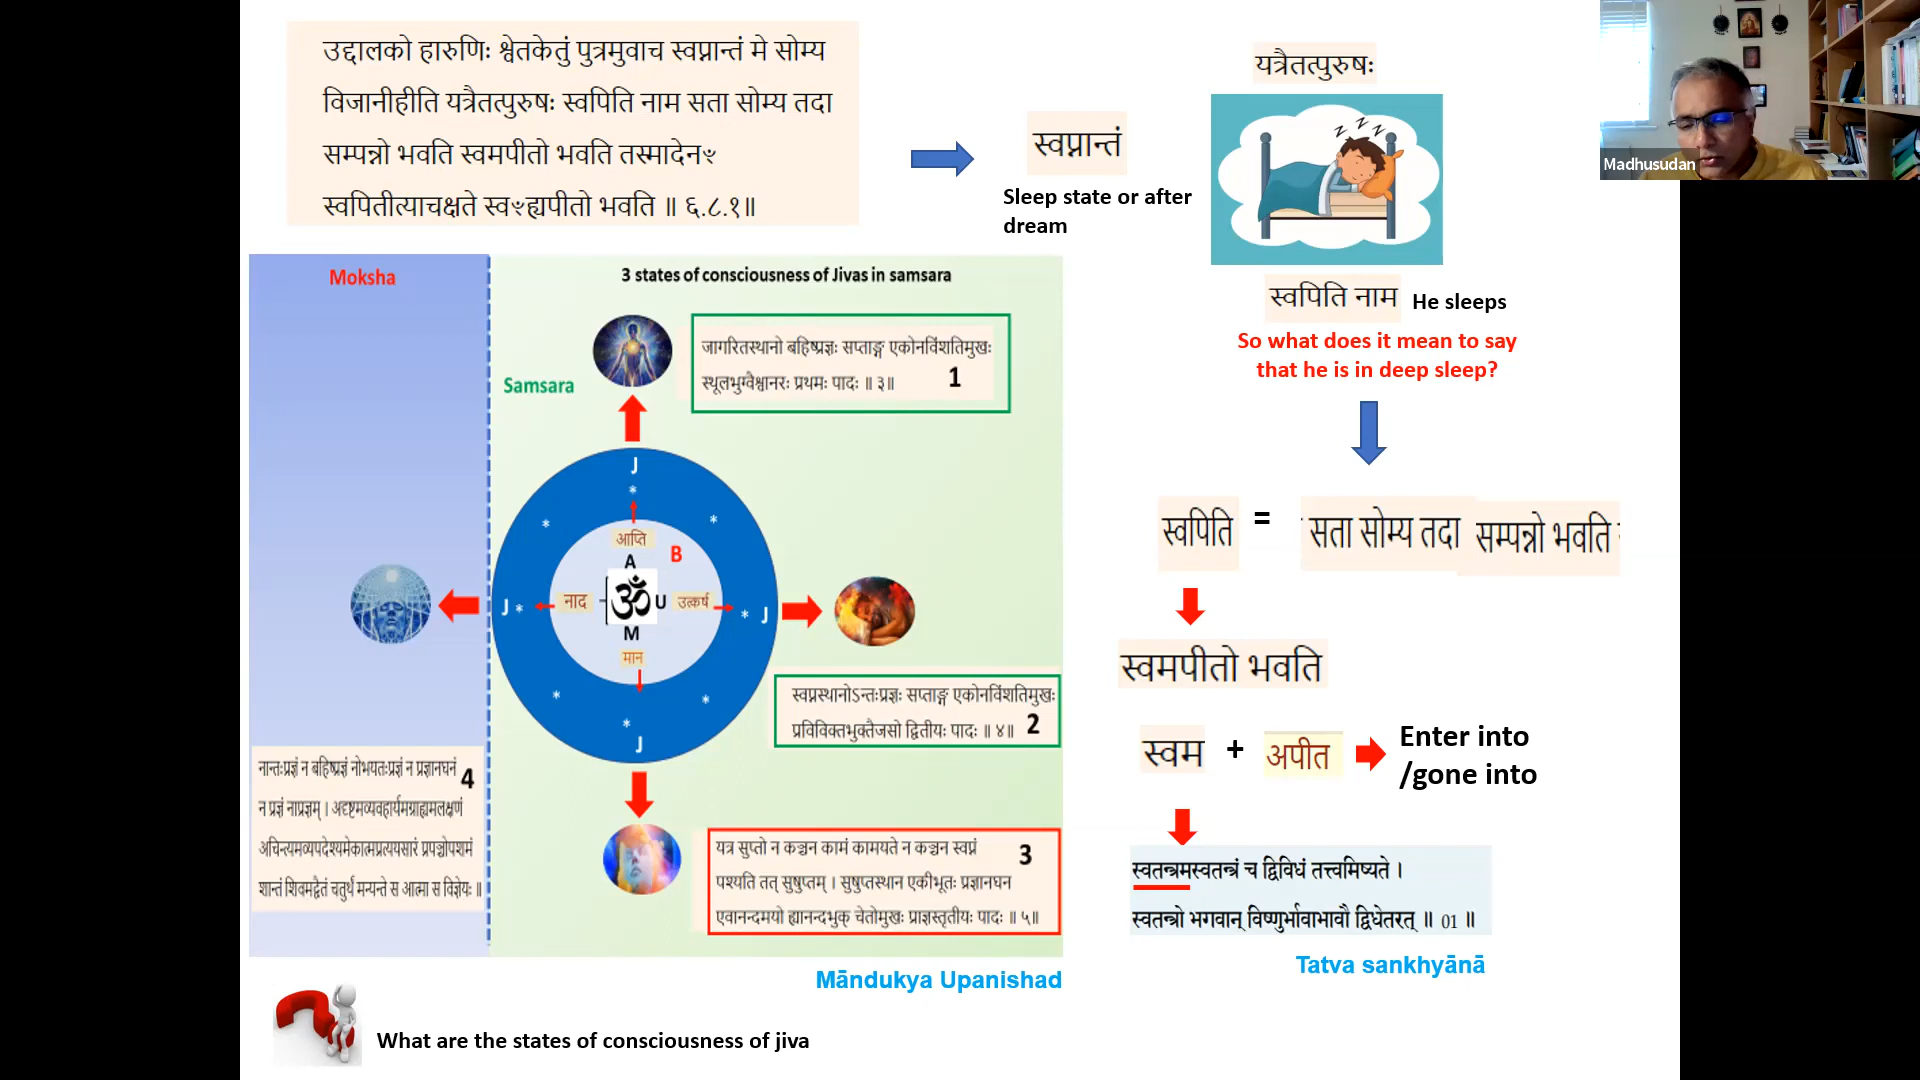 उद्दालको हारुणिः श्वेतकेतुं पुत्रमुवाच स्वप्नान्तं मे सोम्य
विजानीहीति यत्रैतत्पुरुषः स्वपिति नाम सता सोम्य तदा
सम्पन्नो भवति स्वमपीतो भवति तस्मादेनꣳ
स्वपितीत्याचक्षते स्वꣳह्यपीतो भवति ॥ ६.८.१॥
स्वप्नान्तं
Sleep state or after
dream
यत्रैतत्पुरुषः
z z z z
स्वपिति नाम He sleeps
So what does it mean to say
that he is in deep sleep?
Madhusudan
Moksha
3 states of consciousness of Jivas in samsara
Samsara
जागरितस्थानो बहिष्प्रज्ञः सप्ताङ्ग एकोनविंशतिमुखः
स्थूलभुग्वैश्वानरः प्रथमः पादः ॥ ३॥ 1
J
आप्ति
A B
J नाद ॐ U उत्कर्ष J
M
मान
J
स्वप्नस्थानोऽन्तःप्रज्ञः सप्ताङ्ग एकोनविंशतिमुखः
प्रविविक्तभुक्तैजसो द्वितीयः पादः ॥ ४॥ 2
नान्तःप्रज्ञं न बहिष्प्रज्ञं नोभयतःप्रज्ञं न प्रज्ञानघनं 4
न प्रज्ञं नाप्रज्ञम् । अदृष्टमव्यवहार्यमग्राह्यमलक्षणं
अचिन्त्यमव्यपदेश्यमेकात्मप्रत्ययसारं प्रपञ्चोपशमं
शान्तं शिवमद्वैतं चतुर्थं मन्यन्ते स आत्मा स विज्ञेयः ॥
यत्र सुप्तो न कञ्चन कामं कामयते न कञ्चन स्वप्नं 3
पश्यति तत् सुषुप्तम् । सुषुप्तस्थान एकीभूतः प्रज्ञानघन
एवानन्दमयो ह्यानन्दभुक् चेतोमुखः प्राज्ञस्तृतीयः पादः ॥ ५॥
Māndukya Upanishad
स्वपिति = सता सोम्य तदा सम्पन्नो भवति
स्वमपीतो भवति
स्वम + अपीत Enter into
/gone into
स्वतन्त्रमस्वतन्त्रं च द्विविधं तत्त्वमिष्यते ।
स्वतन्त्रो भगवान् विष्णुर्भावाभावौ द्विधेतरत् ॥ 01 ॥
Tatva sankhyānā
What are the states of consciousness of jiva